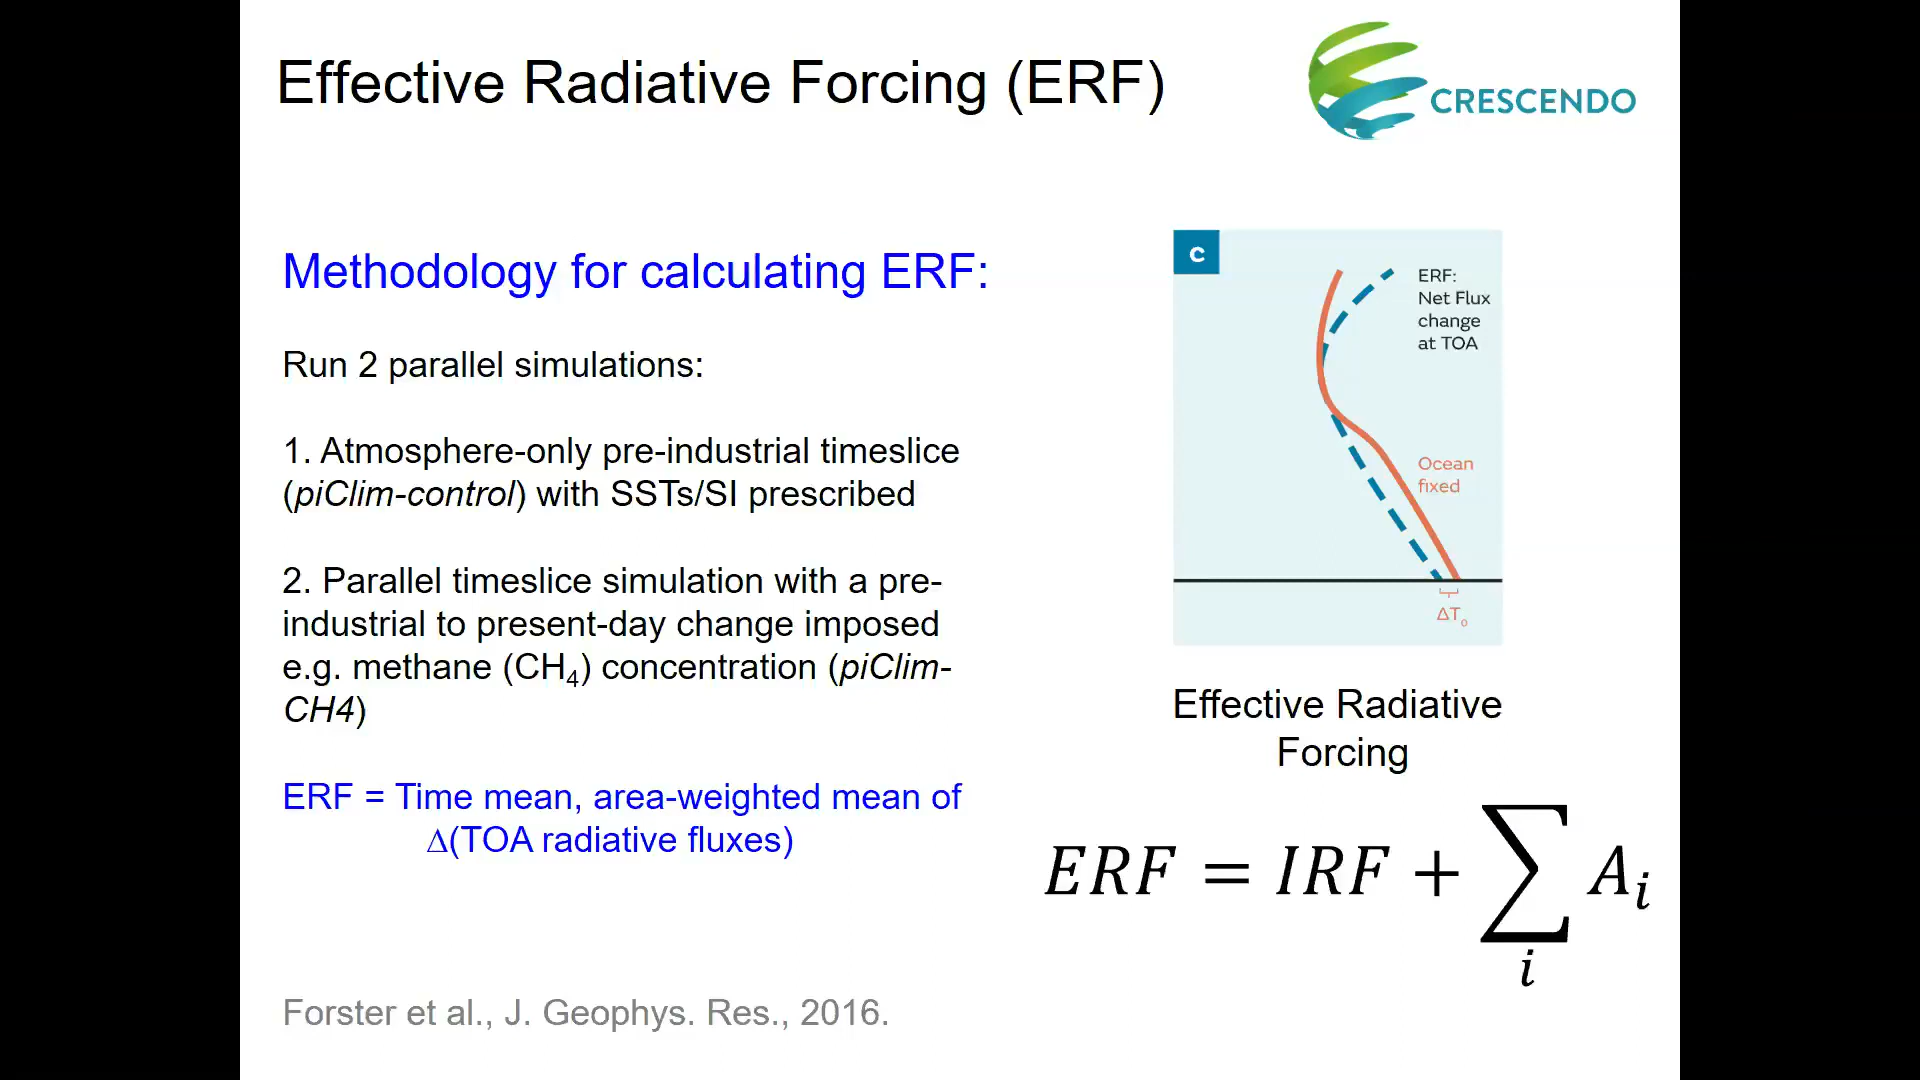 Effective Radiative Forcing (ERF)
CRESCENDO
Methodology for calculating ERF:
Run 2 parallel simulations:
1. Atmosphere-only pre-industrial timeslice
(piClim-control) with SSTs/SI prescribed
2. Parallel timeslice simulation with a pre-
industrial to present-day change imposed
e.g. methane (CH₄) concentration (piClim-
CH4)
ERF = Time mean, area-weighted mean of
Δ(TOA radiative fluxes)
Forster et al., J. Geophys. Res., 2016.
c
ERF:
Net Flux
change
at TOA
Ocean
fixed
ΔTₒ
Effective Radiative
Forcing
ERF = IRF + ∑ Aᵢ
i